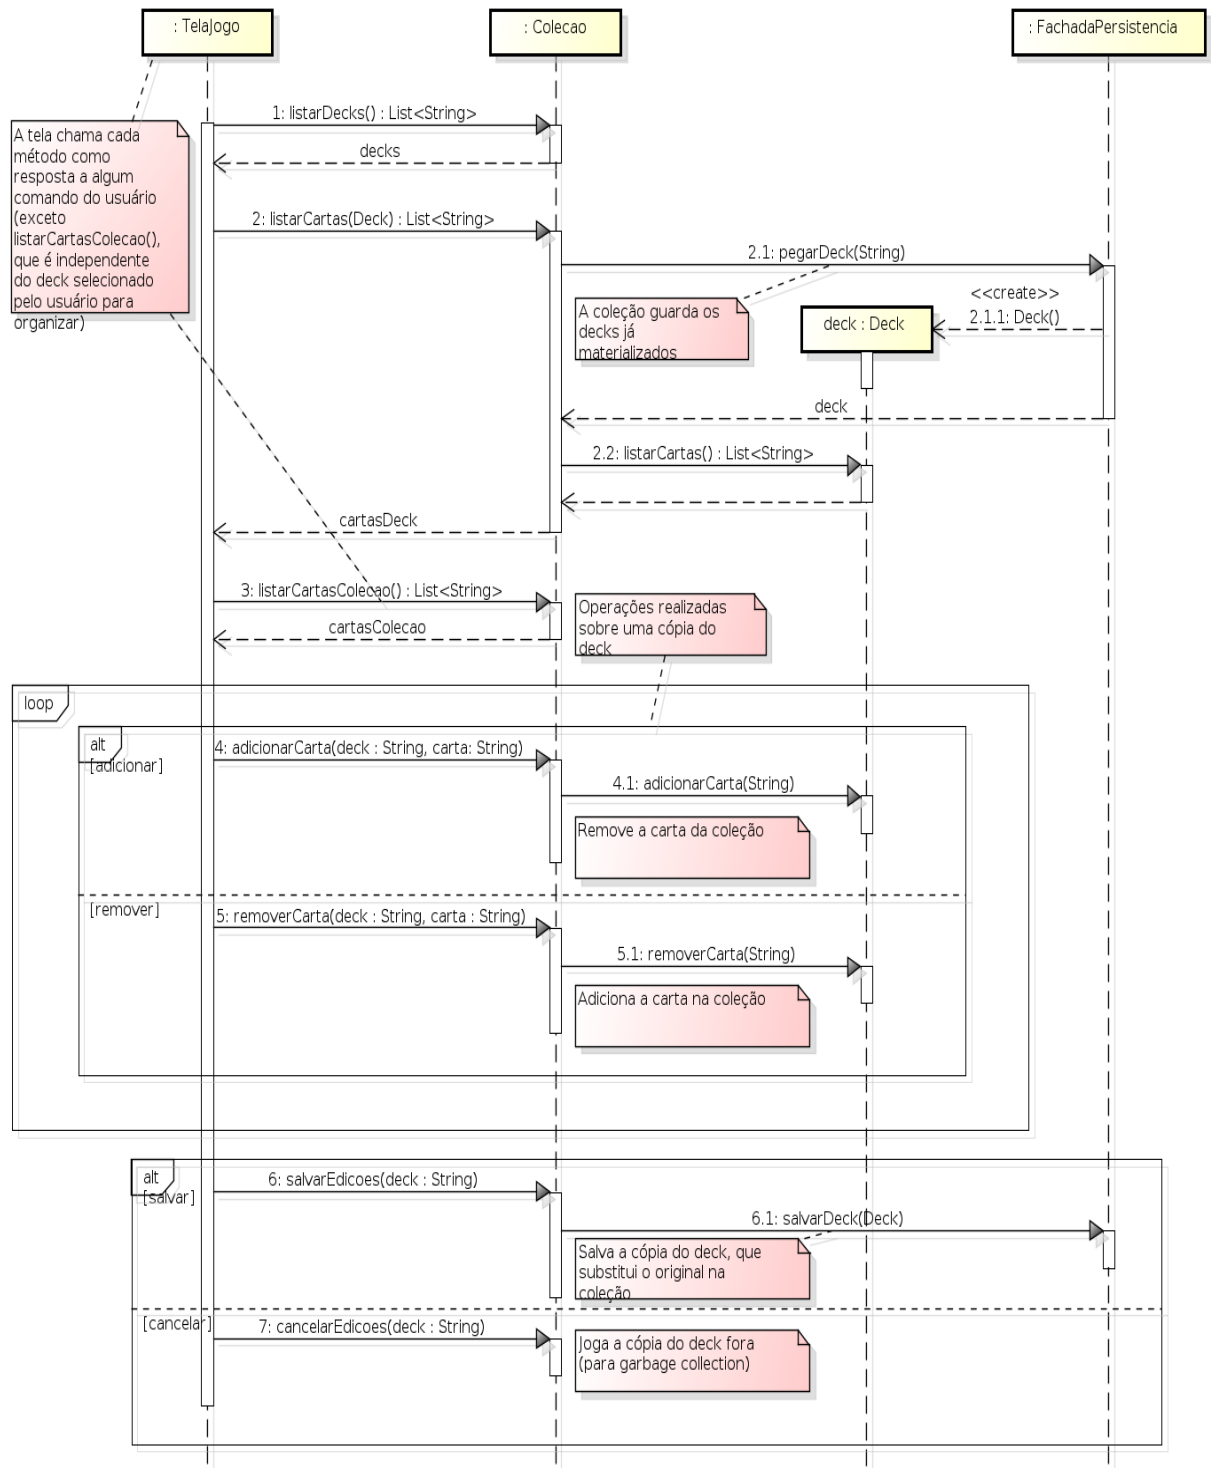 : TelaJogo
: Colecao
: FachadaPersistencia
1: listarDecks() : List<String>
decks
A tela chama cada
método como
resposta a algum
comando do usuário
(exceto
listarCartasColecao(),
que é independente
do deck selecionado
pelo usuário para
organizar)
2: listarCartas(Deck) : List<String>
2.1: pegarDeck(String)
A coleção guarda os
decks já
materializados
deck : Deck
<<create>>
2.1.1: Deck()
deck
2.2: listarCartas() : List<String>
cartasDeck
3: listarCartasColecao() : List<String>
cartasColecao
Operações realizadas
sobre uma cópia do
deck
loop
alt
[adicionar]
4: adicionarCarta(deck : String, carta: String)
4.1: adicionarCarta(String)
Remove a carta da coleção
[remover]
5: removerCarta(deck : String, carta : String)
5.1: removerCarta(String)
Adiciona a carta na coleção
alt
[salvar]
6: salvarEdicoes(deck : String)
6.1: salvarDeck(Deck)
Salva a cópia do deck, que
substitui o original na
coleção
[cancelar]
7: cancelarEdicoes(deck : String)
Joga a cópia do deck fora
(para garbage collection)